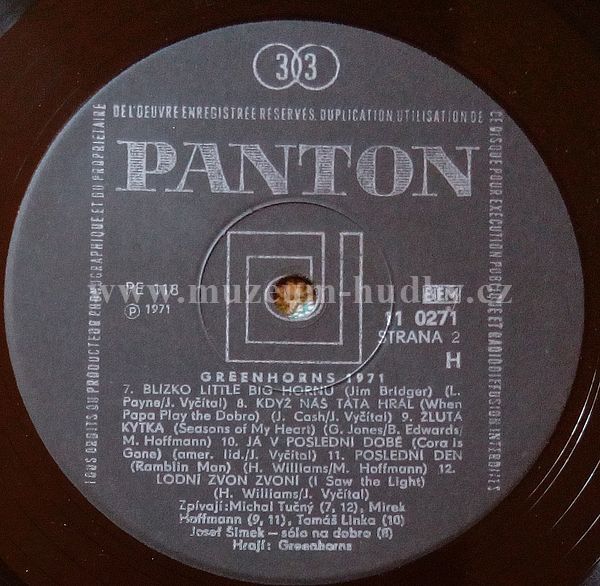 33
DE L'OEUVRE ENREGISTRÉE RÉSERVÉS. DUPLICATION, UTILISATION DE
CE DISQUE POUR EXECUTION PUBLIQUE ET RADIODIFFUSION INTERDITES
TOUS DROITS DU PRODUCTEUR PHONOGRAPHIQUE ET DU PROPRIÉTAIRE
PANTON
www.muzeum-hudby.cz
PE 118
℗ 1971
BIEM
11 0271
STRANA 2
H
GREENHORNS 1971
7. BLÍZKO LITTLE BIG HORNU (Jim Bridger) (L.
Payne/J. Vyčítal) 8. KDYŽ NÁŠ TÁTA HRÁL (When
Papa Play the Dobro) (J. Cash/J. Vyčítal) 9. ŽLUTÁ
KYTKA (Seasons of My Heart) (G. Jones/B. Edwards/
M. Hoffmann) 10. JÁ V POSLEDNÍ DOBĚ (Cora is
Gone) (amer. lid./J. Vyčítal) 11. POSLEDNÍ DEN
(Ramblin Man) (H. Williams/M. Hoffmann) 12.
LODNÍ ZVON ZVONÍ (I Saw the Light)
(H. Williams/J. Vyčítal)
Zpívají: Michal Tučný (7, 12), Mirek
Hoffmann (9, 11), Tomáš Linka (10)
Josef Šimek – sólo na dobro (8)
Hrají: Greenhorns